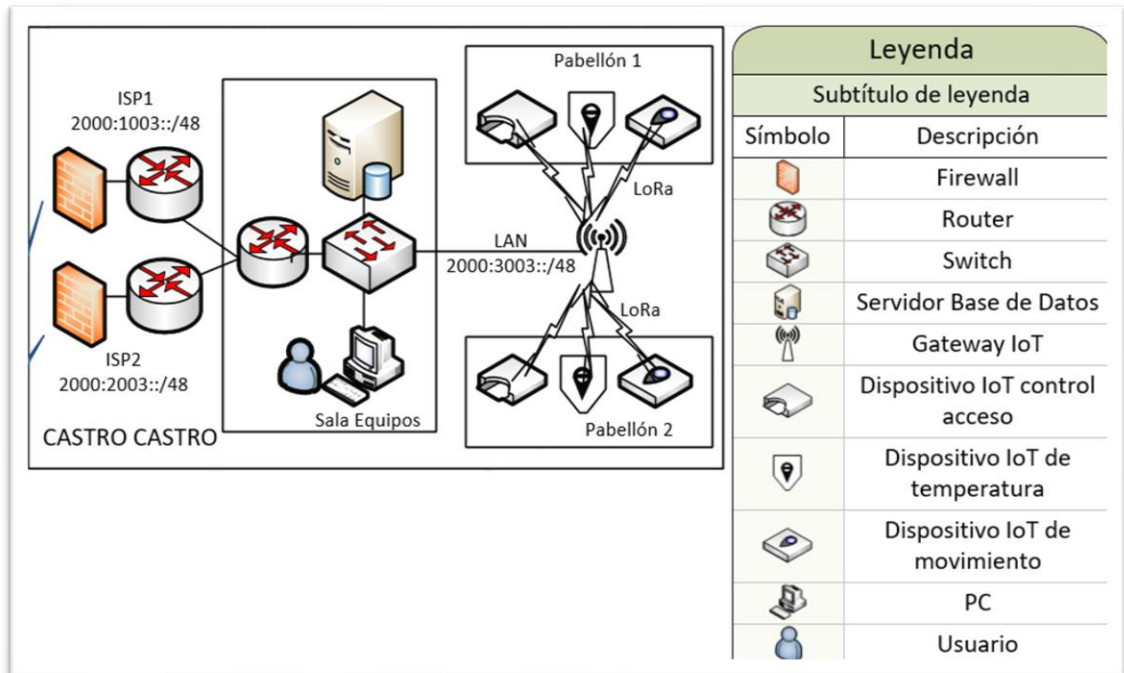 ISP1
2000:1003::/48
ISP2
2000:2003::/48
CASTRO CASTRO
Sala Equipos
LAN
2000:3003::/48
Pabellón 1
LoRa
LoRa
Pabellón 2
Leyenda
Subtítulo de leyenda
Símbolo Descripción
Firewall
Router
Switch
Servidor Base de Datos
Gateway IoT
Dispositivo IoT control
acceso
Dispositivo IoT de
temperatura
Dispositivo IoT de
movimiento
PC
Usuario